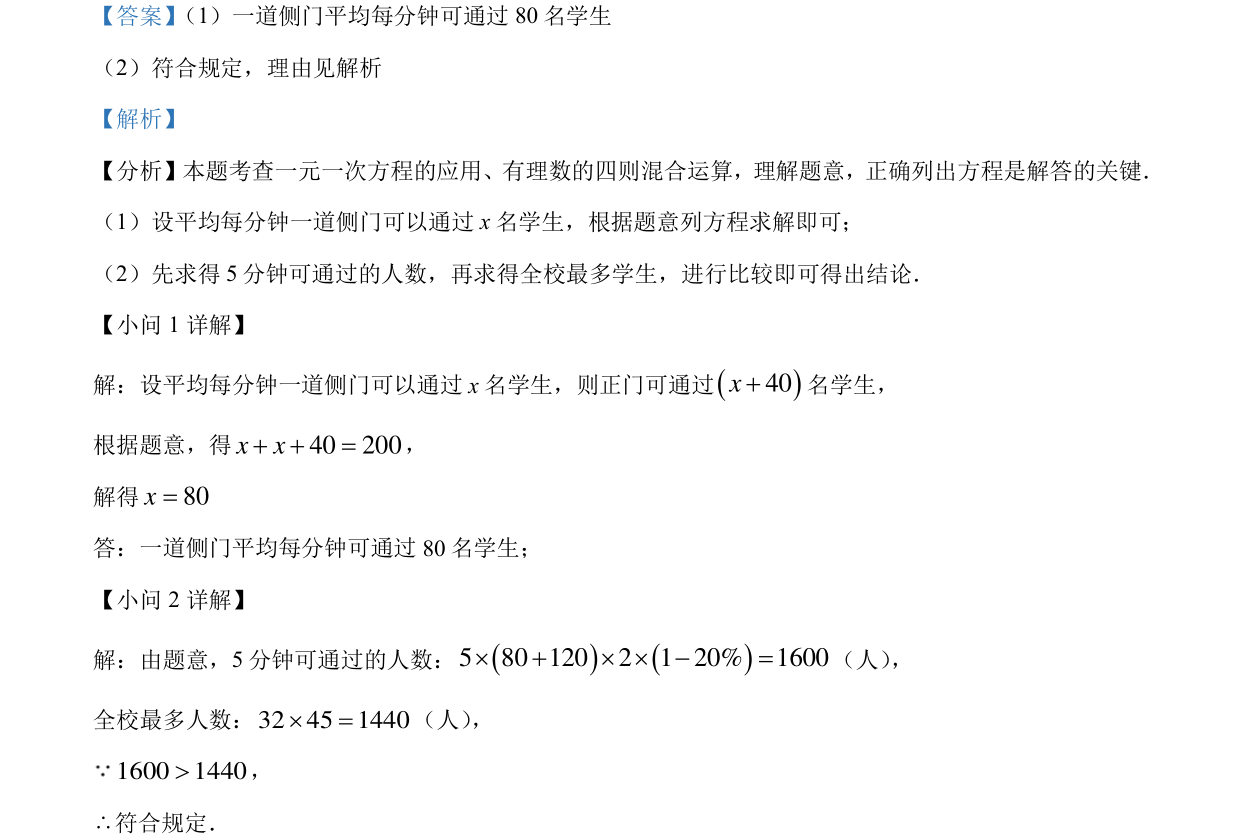 【答案】（1）一道侧门平均每分钟可通过 80 名学生
（2）符合规定，理由见解析
【解析】
【分析】本题考查一元一次方程的应用、有理数的四则混合运算，理解题意，正确列出方程是解答的关键．
（1）设平均每分钟一道侧门可以通过 x 名学生，根据题意列方程求解即可；
（2）先求得 5 分钟可通过的人数，再求得全校最多学生，进行比较即可得出结论．
【小问 1 详解】
解：设平均每分钟一道侧门可以通过 x 名学生，则正门可通过(x+40) 名学生，
根据题意，得 x+x+40=200，
解得 x=80
答：一道侧门平均每分钟可通过 80 名学生；
【小问 2 详解】
解：由题意，5 分钟可通过的人数：5×(80+120)×2×(1−20%)=1600（人），
全校最多人数：32×45=1440（人），
∵1600>1440，
∴符合规定．